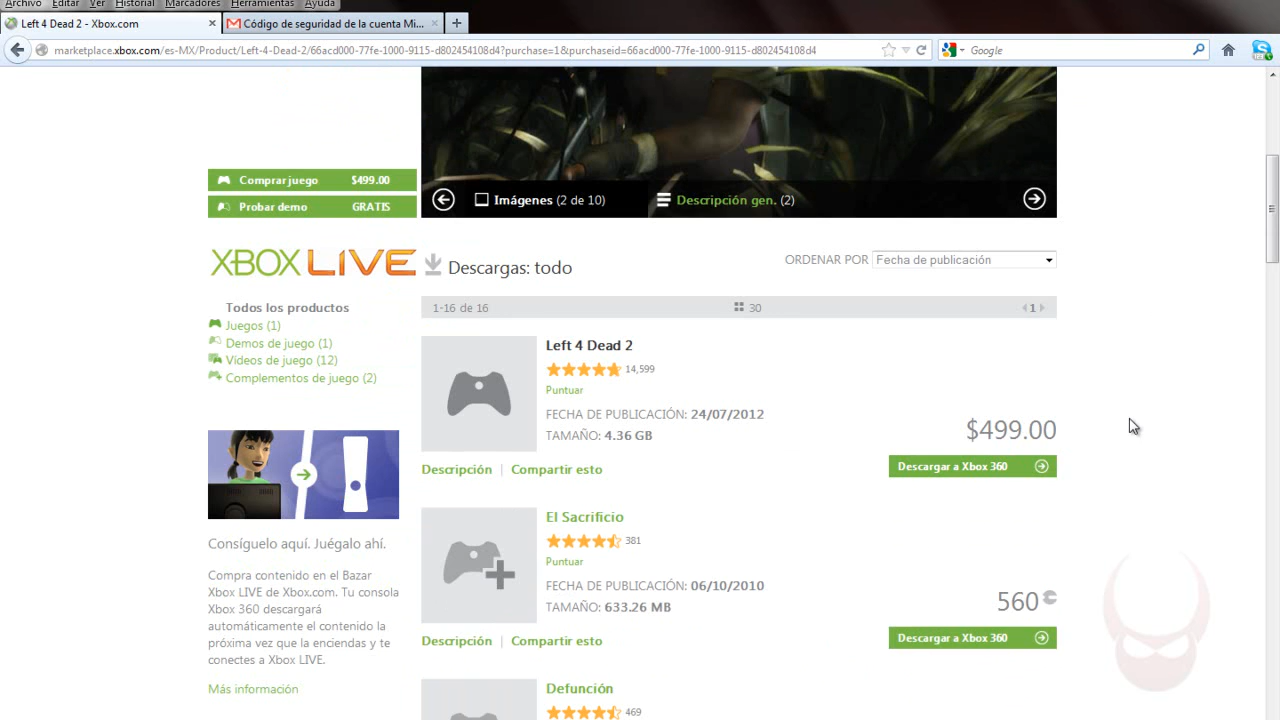 Archivo Editar Ver Historial Marcadores Herramientas Ayuda
Left 4 Dead 2 - Xbox.com
Código de seguridad de la cuenta Mi...
marketplace.xbox.com/es-MX/Product/Left-4-Dead-2/66acd000-77fe-1000-9115-d802454108d4?purchase=1&purchaseid=66acd000-77fe-1000-9115-d802454108d4
Google
Comprar juego $499.00
Probar demo GRATIS
Imágenes (2 de 10)
Descripción gen. (2)
XBOX LIVE
Descargas: todo
ORDENAR POR Fecha de publicación
Todos los productos
Juegos (1)
Demos de juego (1)
Vídeos de juego (12)
Complementos de juego (2)
1-16 de 16
30
1
Left 4 Dead 2
14,599
Puntuar
FECHA DE PUBLICACIÓN: 24/07/2012
TAMAÑO: 4.36 GB
$499.00
Descargar a Xbox 360
Descripción | Compartir esto
El Sacrificio
381
Puntuar
FECHA DE PUBLICACIÓN: 06/10/2010
TAMAÑO: 633.26 MB
560
Descargar a Xbox 360
Descripción | Compartir esto
Defunción
469
Consíguelo aquí. Juégalo ahí.
Compra contenido en el Bazar
Xbox LIVE de Xbox.com. Tu consola
Xbox 360 descargará
automáticamente el contenido la
próxima vez que la enciendas y te
conectes a Xbox LIVE.
Más información